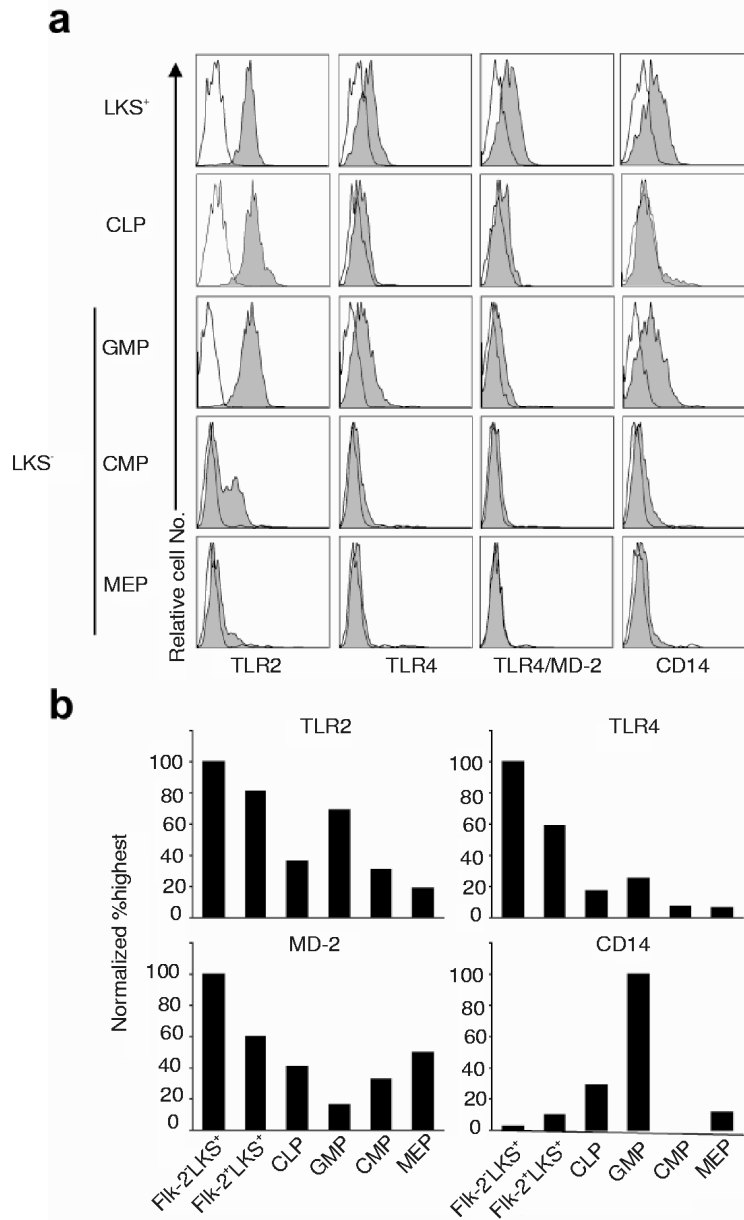 a
LKS⁺
CLP
GMP
LKS⁻
CMP
MEP
Relative cell No.
TLR2 TLR4 TLR4/MD-2 CD14
b
TLR2 TLR4
100 100
80 80
60 60
40 40
20 20
0 0
Normalized %highest
MD-2 CD14
100 100
80 80
60 60
40 40
20 20
0 0
Flk-2⁻LKS⁺ Flk-2⁺LKS⁺ CLP GMP CMP MEP Flk-2⁻LKS⁺ Flk-2⁺LKS⁺ CLP GMP CMP MEP